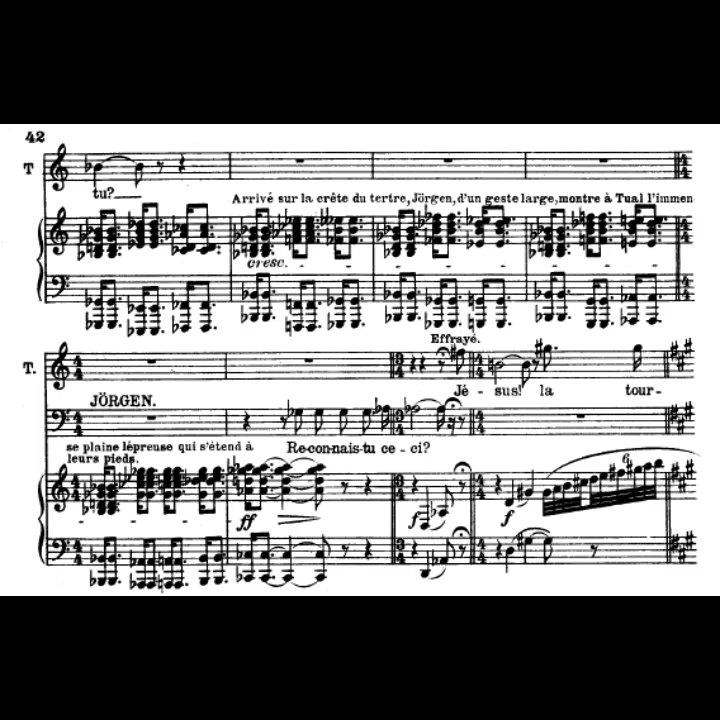 42
T
tu?
Arrivé sur la crête du tertre, Jörgen, d'un geste large, montre à Tual l'immen
cresc.
Effrayé.
T.
Jé - sus! la tour-
JÖRGEN.
se plaine lépreuse qui s'étend à
leurs pieds.
Re-con-nais-tu ce - ci?
ff
f
f
6